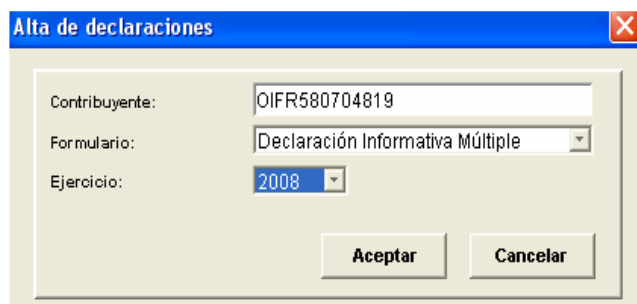 Alta de declaraciones
Contribuyente: OIFR580704819
Formulario: Declaración Informativa Múltiple
Ejercicio: 2008
Aceptar Cancelar